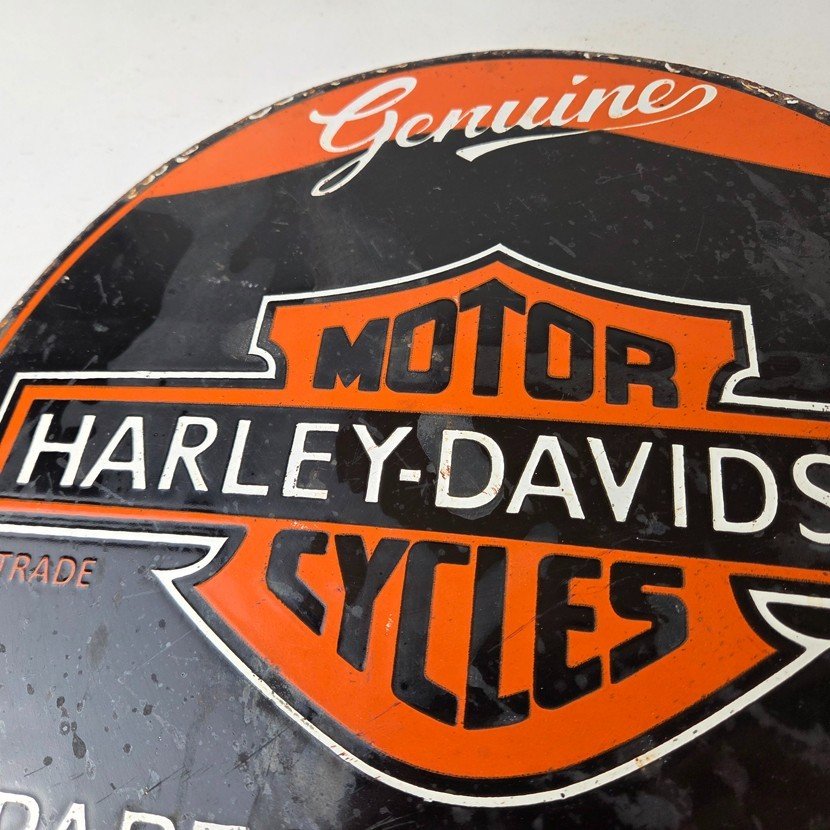 Genuine
MOTOR
HARLEY-DAVIDS
CYCLES
TRADE